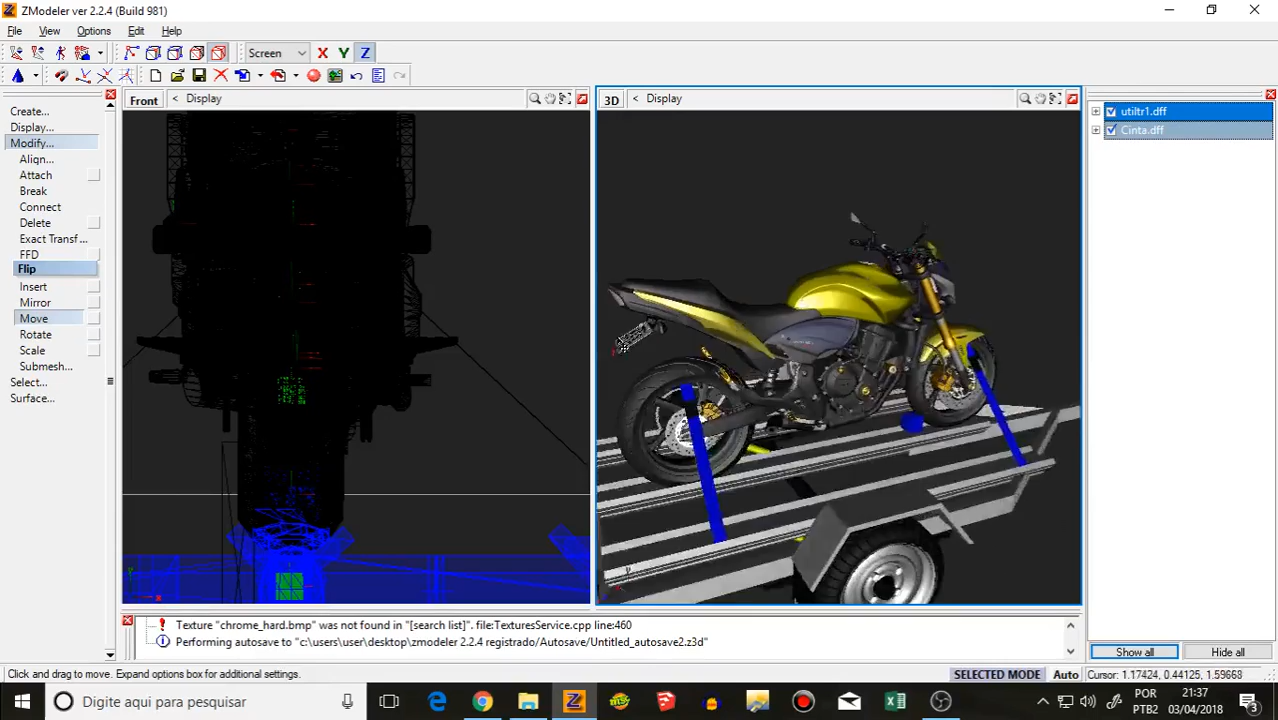 ZModeler ver 2.2.4 (Build 981)
File View Options Edit Help
Screen X Y Z
Front < Display
3D < Display
Create...
Display...
Modify...
Align...
Attach
Break
Connect
Delete
Exact Transf ...
FFD
Flip
Insert
Mirror
Move
Rotate
Scale
Submesh...
Select...
Surface...
utiltr1.dff
Cinta.dff
Texture "chrome_hard.bmp" was not found in "[search list]". file:TexturesService.cpp line:460
Performing autosave to "c:\users\user\desktop\zmodeler 2.2.4 registrado/Autosave/Untitled_autosave2.z3d"
Show all Hide all
Click and drag to move. Expand options box for additional settings. SELECTED MODE Auto Cursor: 1.17424, 0.44125, 1.59668
Digite aqui para pesquisar
POR
PTB2
21:37
03/04/2018
3